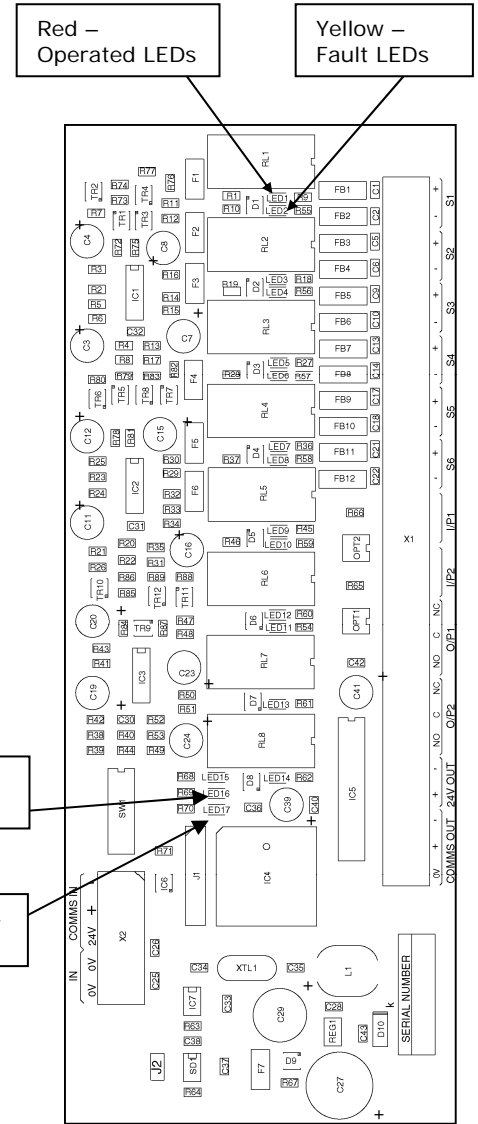 Red –
Operated LEDs
Yellow –
Fault LEDs
R77
TR2
R74
R73
TR4
R76
F1
RL1
R7
TR1
TR3
R11
R12
R1
R10
D1
LED1
R9
LED2
R55
FB1
C1
+
S1
C4
R72
R75
C8
F2
RL2
FB2
C2
-
R3
R16
FB3
C5
+
S2
R2
R5
R6
IC1
R14
R15
F3
R19
D2
LED3
R18
LED4
R56
FB4
C6
-
C32
C7
RL3
FB5
C9
+
S3
C3
R4
R13
FB6
C10
-
R8
R17
R79
R83
R82
R80
F4
R28
D3
LED5
R27
LED6
R57
FB7
C13
+
S4
FB8
C14
-
TR6
TR5
TR8
TR7
RL4
FB9
C17
+
S5
C12
R78
R81
C15
F5
FB10
C18
-
R25
R23
R24
IC2
R30
R29
R37
D4
LED7
R36
LED8
R58
FB11
C21
+
S6
F6
R32
R33
R34
RL5
FB12
C22
-
C11
C31
R66
I/P1
X1
R21
R26
R20
R22
R35
R31
C16
R46
D5
LED9
R45
LED10
R59
OPT2
R86
R89
R88
TR10
R85
TR12
TR11
RL6
R65
I/P2
C20
R84
TR9
R87
R47
R48
D6
LED12
R60
LED11
R54
OPT1
NC
C
NO
O/P1
R43
R41
IC3
C23
RL7
C42
C19
R50
R51
D7
LED13
R61
C41
NC
C
NO
O/P2
R42
C30
R52
R38
R40
R53
R39
R44
R49
C24
RL8
IC5
SW1
R68
LED15
R69
LED16
R70
LED17
D8
LED14
R62
C36
C39
C40
+
-
24V OUT
R71
J1
IC4
+
0V
COMMS OUT
IN
COMMS IN
0V
0V
24V
+
-
X2
IC6
C26
C25
C34
XTL1
C35
L1
IC7
C33
C29
C28
k
R63
C38
REG1
C43
D10
SERIAL NUMBER
J2
SD1
C37
F7
D9
R64
R67
C27